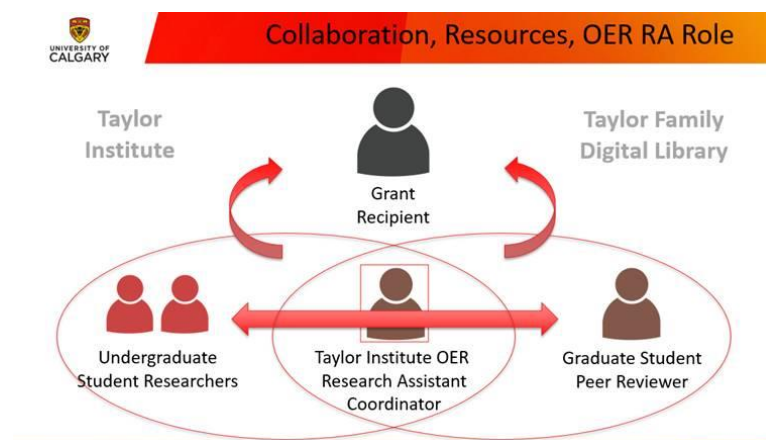 UNIVERSITY OF
CALGARY
Collaboration, Resources, OER RA Role
Taylor
Institute
Taylor Family
Digital Library
Grant
Recipient
Undergraduate
Student Researchers
Taylor Institute OER
Research Assistant
Coordinator
Graduate Student
Peer Reviewer